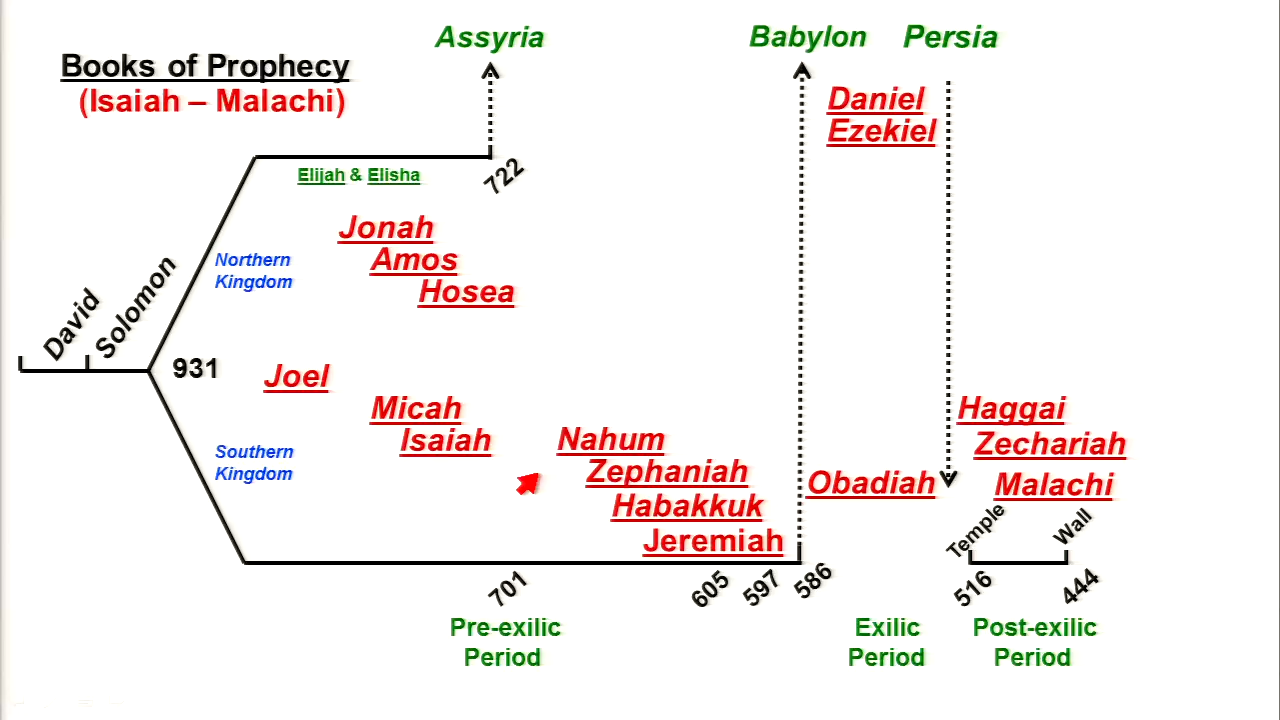 Books of Prophecy
(Isaiah – Malachi)
Assyria
Babylon
Persia
Daniel
Ezekiel
722
Elijah & Elisha
Jonah
Amos
Hosea
Northern
Kingdom
David
Solomon
931
Joel
Micah
Isaiah
Southern
Kingdom
Nahum
Zephaniah
Habakkuk
Jeremiah
Obadiah
Haggai
Zechariah
Malachi
Temple
Wall
701
605
597
586
516
444
Pre-exilic
Period
Exilic
Period
Post-exilic
Period